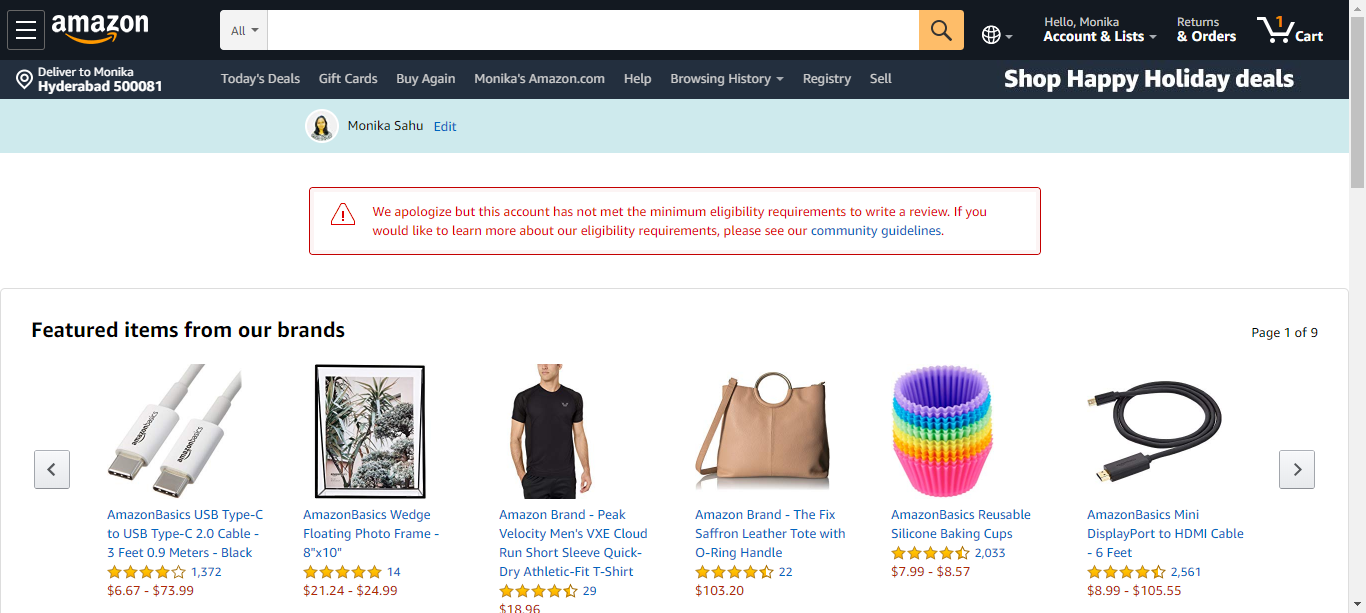 amazon
All
Hello, Monika
Account & Lists
Returns
& Orders
1
Cart
Deliver to Monika
Hyderabad 500081
Today's Deals
Gift Cards
Buy Again
Monika's Amazon.com
Help
Browsing History
Registry
Sell
Shop Happy Holiday deals
Monika Sahu Edit
We apologize but this account has not met the minimum eligibility requirements to write a review. If you
would like to learn more about our eligibility requirements, please see our community guidelines.
Featured items from our brands
Page 1 of 9
amazonbasics
amazonbasics
AmazonBasics USB Type-C
to USB Type-C 2.0 Cable -
3 Feet 0.9 Meters - Black
1,372
$6.67 - $73.99
AmazonBasics Wedge
Floating Photo Frame -
8"x10"
14
$21.24 - $24.99
Amazon Brand - Peak
Velocity Men's VXE Cloud
Run Short Sleeve Quick-
Dry Athletic-Fit T-Shirt
29
$18.96
Amazon Brand - The Fix
Saffron Leather Tote with
O-Ring Handle
22
$103.20
AmazonBasics Reusable
Silicone Baking Cups
2,033
$7.99 - $8.57
AmazonBasics Mini
DisplayPort to HDMI Cable
- 6 Feet
2,561
$8.99 - $105.55